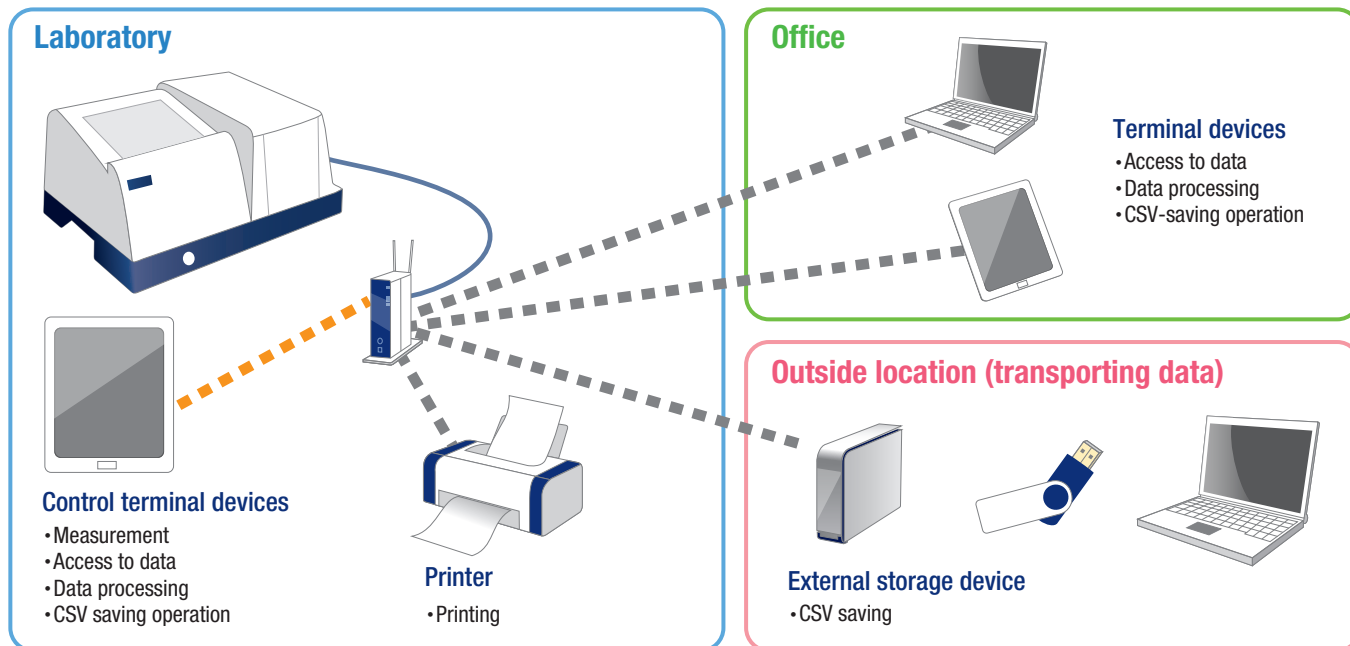 Laboratory
Control terminal devices
•Measurement
•Access to data
•Data processing
•CSV saving operation
Printer
•Printing
Office
Terminal devices
•Access to data
•Data processing
•CSV-saving operation
Outside location (transporting data)
External storage device
•CSV saving